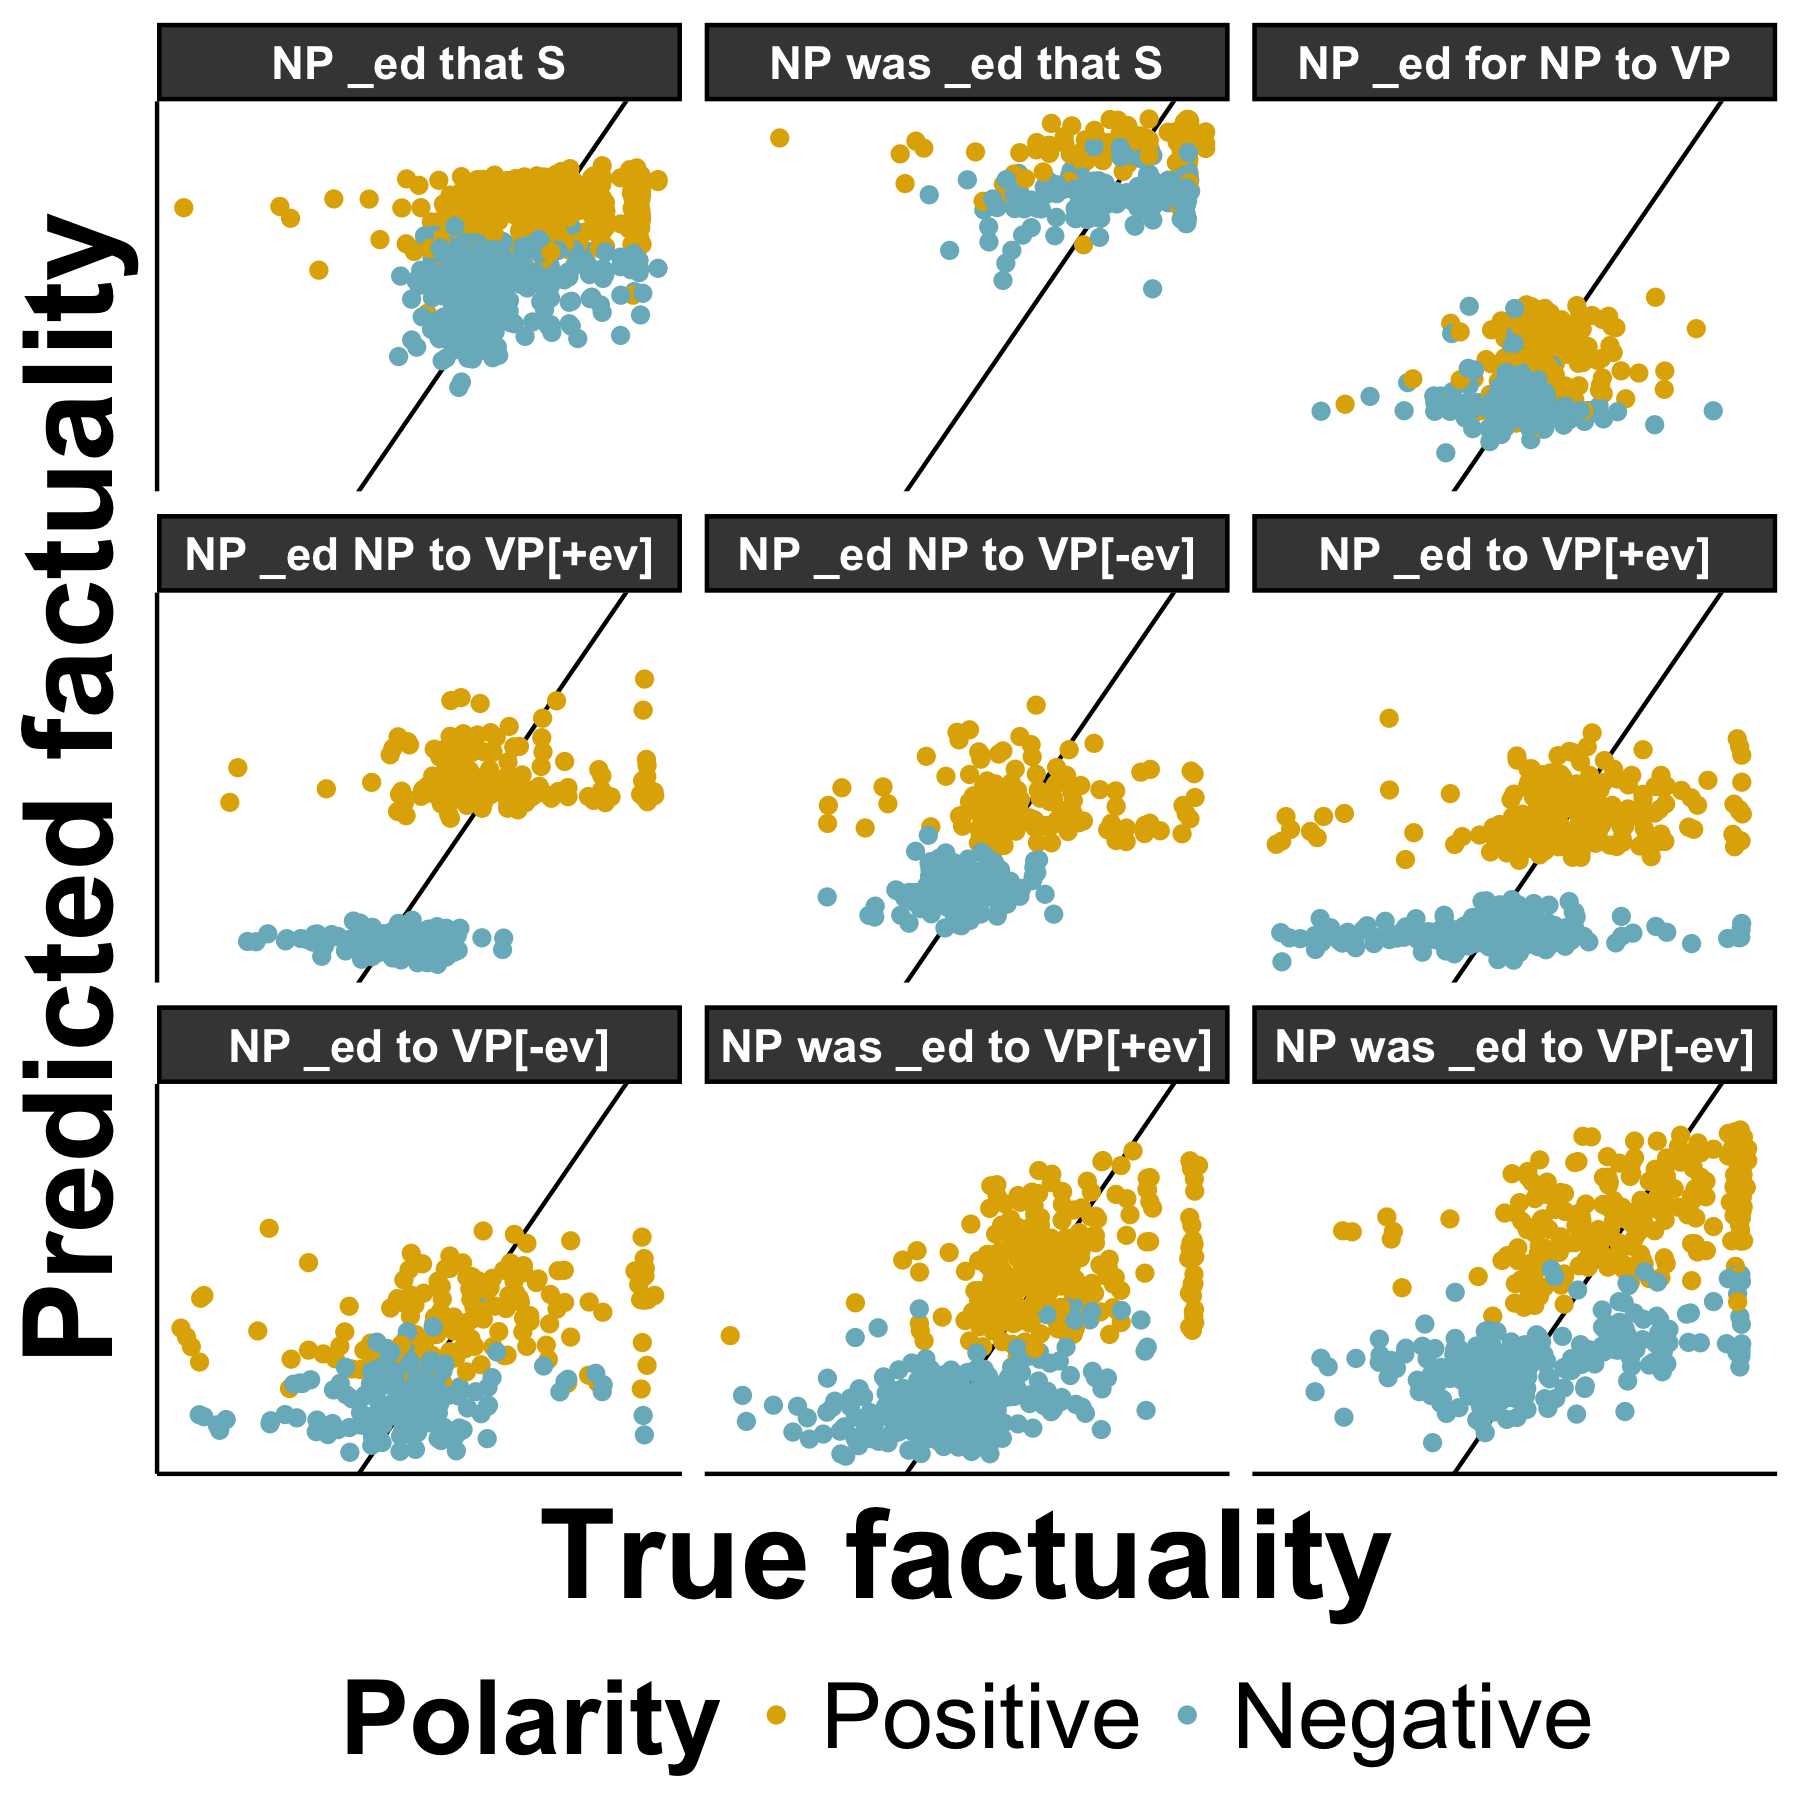 NP _ed that S
NP was _ed that S
NP _ed for NP to VP
NP _ed NP to VP[+ev]
NP _ed NP to VP[-ev]
NP _ed to VP[+ev]
NP _ed to VP[-ev]
NP was _ed to VP[+ev]
NP was _ed to VP[-ev]
Predicted factuality
True factuality
Polarity Positive Negative